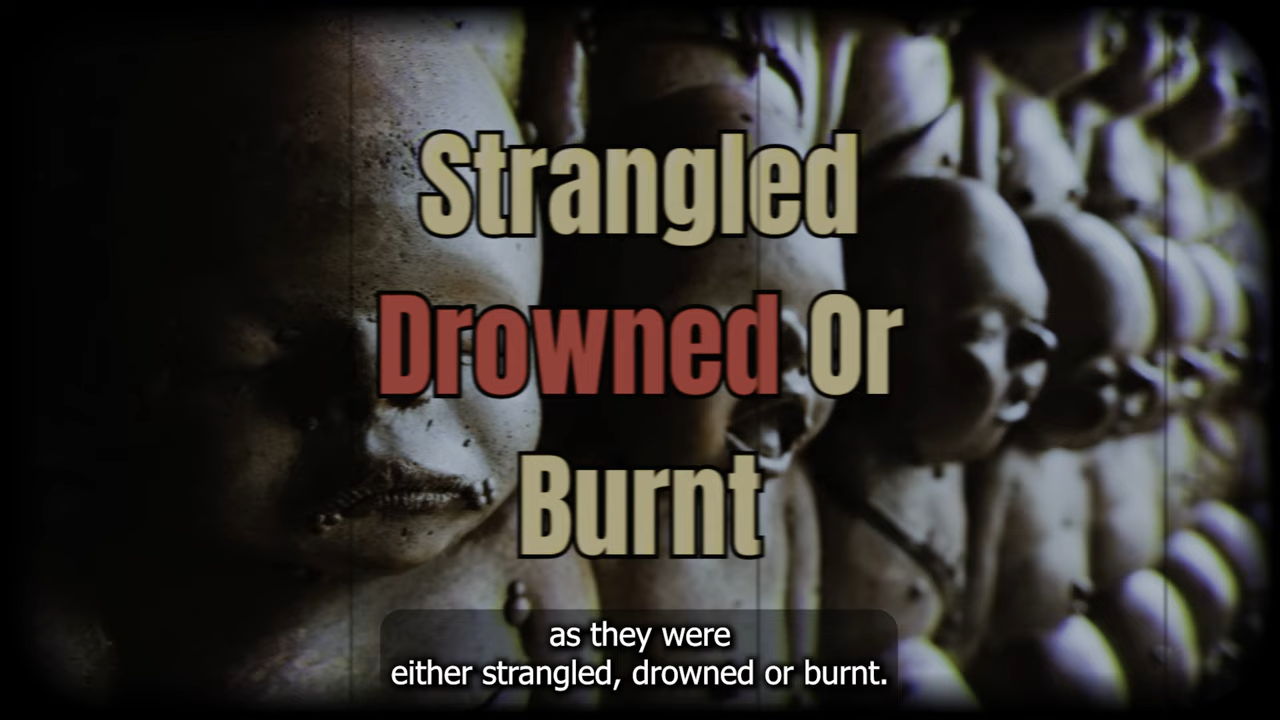 Strangled
Drowned Or
Burnt
as they were
either strangled, drowned or burnt.